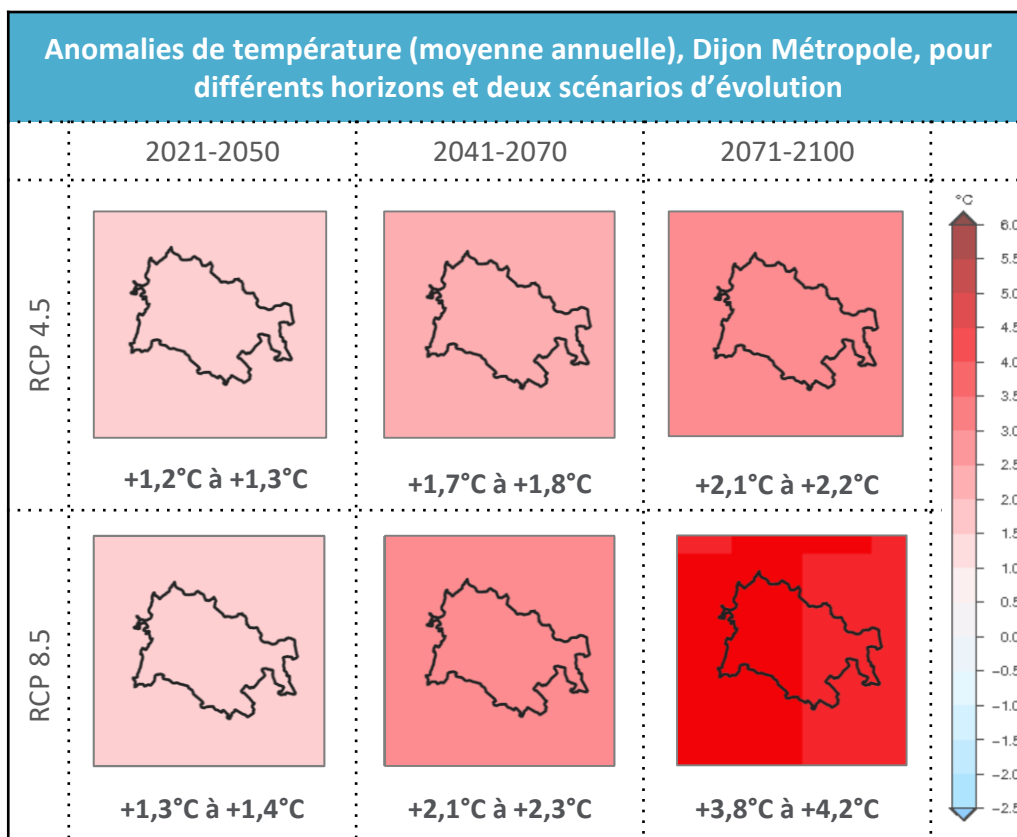 Anomalies de température (moyenne annuelle), Dijon Métropole, pour
différents horizons et deux scénarios d’évolution
2021-2050
2041-2070
2071-2100
RCP 4.5
+1,2°C à +1,3°C
+1,7°C à +1,8°C
+2,1°C à +2,2°C
RCP 8.5
+1,3°C à +1,4°C
+2,1°C à +2,3°C
+3,8°C à +4,2°C
°C
6.0
5.5
5.0
4.5
4.0
3.5
3.0
2.5
2.0
1.5
1.0
0.5
0.0
−0.5
−1.0
−1.5
−2.0
−2.5